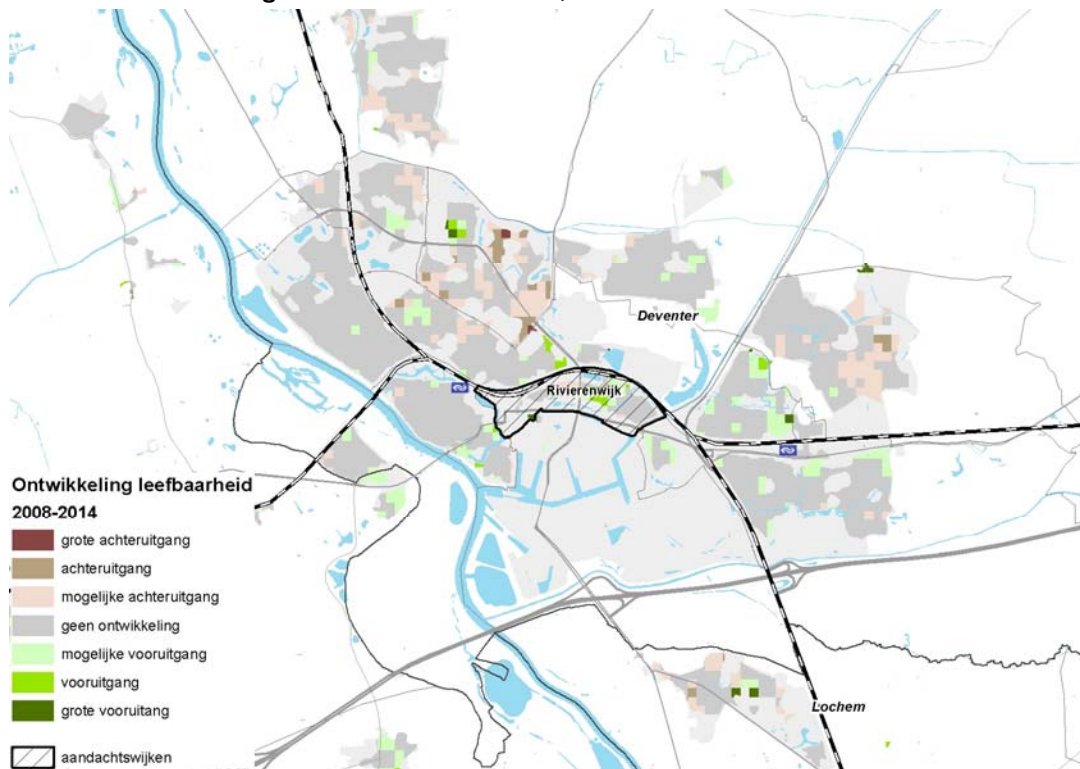 Deventer
Rivierenwijk
Ontwikkeling leefbaarheid
2008-2014
grote achteruitgang
achteruitgang
mogelijke achteruitgang
geen ontwikkeling
mogelijke vooruitgang
vooruitgang
grote vooruitang
aandachtswijken
Lochem